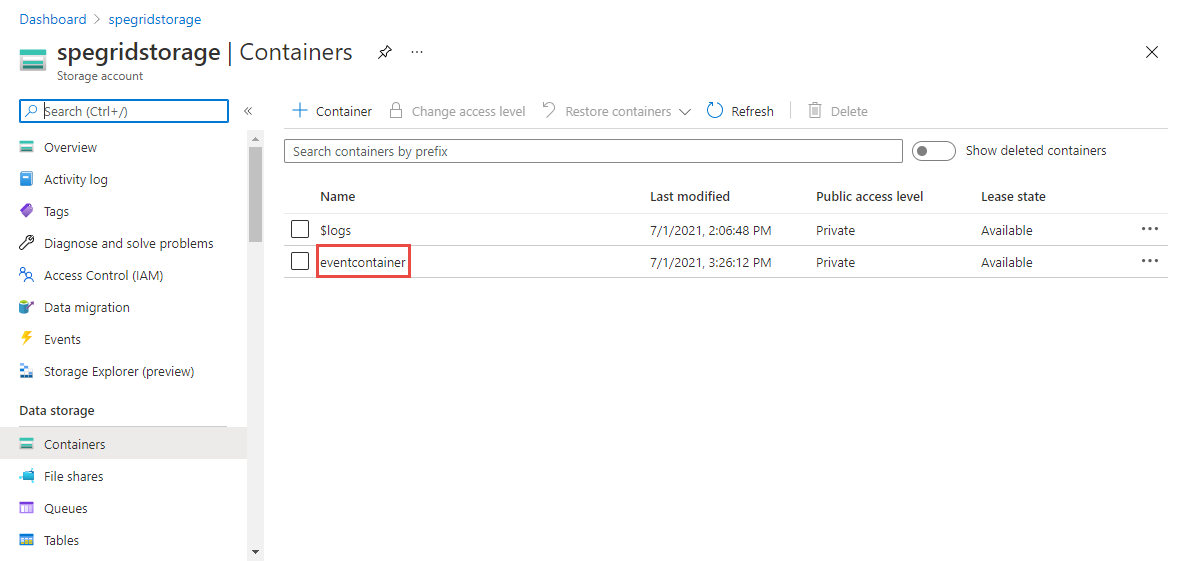 Dashboard > spegridstorage
spegridstorage | Containers ...
Storage account
Search (Ctrl+/)
«
Overview
Activity log
Tags
Diagnose and solve problems
Access Control (IAM)
Data migration
Events
Storage Explorer (preview)
Data storage
Containers
File shares
Queues
Tables
+ Container Change access level Restore containers Refresh Delete
Search containers by prefix Show deleted containers
Name Last modified Public access level Lease state
$logs 7/1/2021, 2:06:48 PM Private Available ...
eventcontainer 7/1/2021, 3:26:12 PM Private Available ...